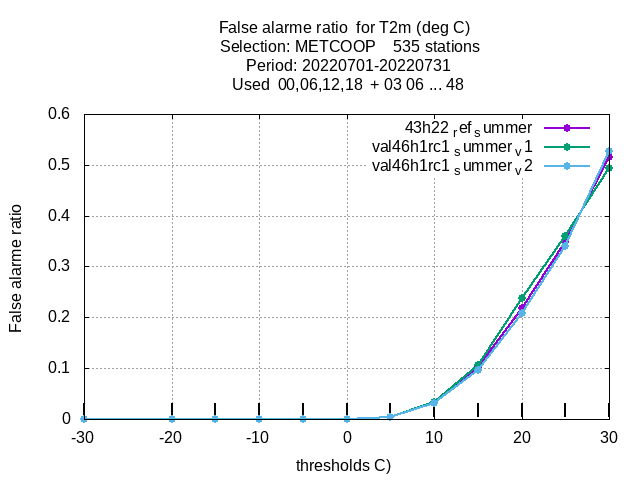 False alarme ratio for T2m (deg C)
Selection: METCOOP 535 stations
Period: 20220701-20220731
Used 00,06,12,18 + 03 06 ... 48
43h22 ref summer
val46h1rc1 summer v1
val46h1rc1 summer v2
False alarme ratio
0.6
0.5
0.4
0.3
0.2
0.1
0
-30 -20 -10 0 10 20 30
thresholds C)